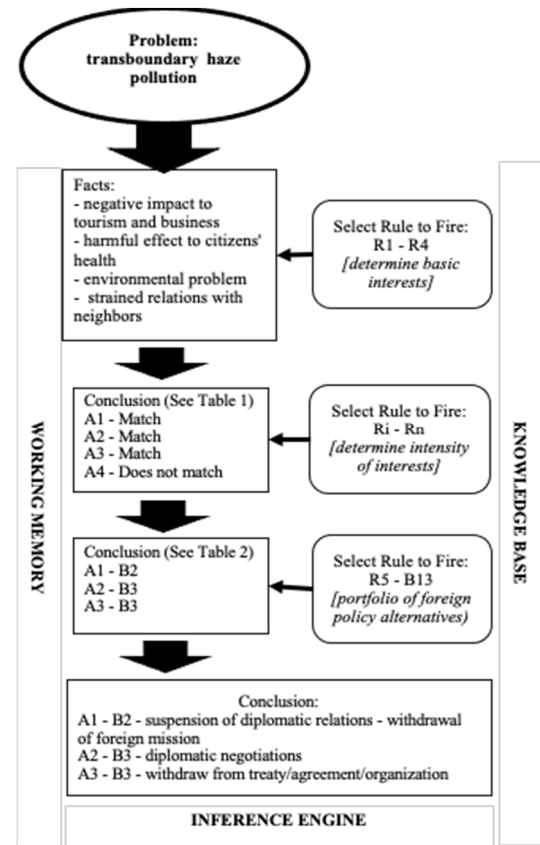 Problem:
transboundary haze
pollution
Facts:
- negative impact to
tourism and business
- harmful effect to citizens'
health
- environmental problem
- strained relations with
neighbors
Select Rule to Fire:
R1 - R4
[determine basic
interests]
Conclusion (See Table 1)
A1 - Match
A2 - Match
A3 - Match
A4 - Does not match
Select Rule to Fire:
Ri - Rn
[determine intensity
of interests]
Conclusion (See Table 2)
A1 - B2
A2 - B3
A3 - B3
Select Rule to Fire:
R5 - B13
[portfolio of foreign
policy alternatives)
Conclusion:
A1 - B2 - suspension of diplomatic relations - withdrawal
of foreign mission
A2 - B3 - diplomatic negotiations
A3 - B3 - withdraw from treaty/agreement/organization
WORKING MEMORY
KNOWLEDGE BASE
INFERENCE ENGINE